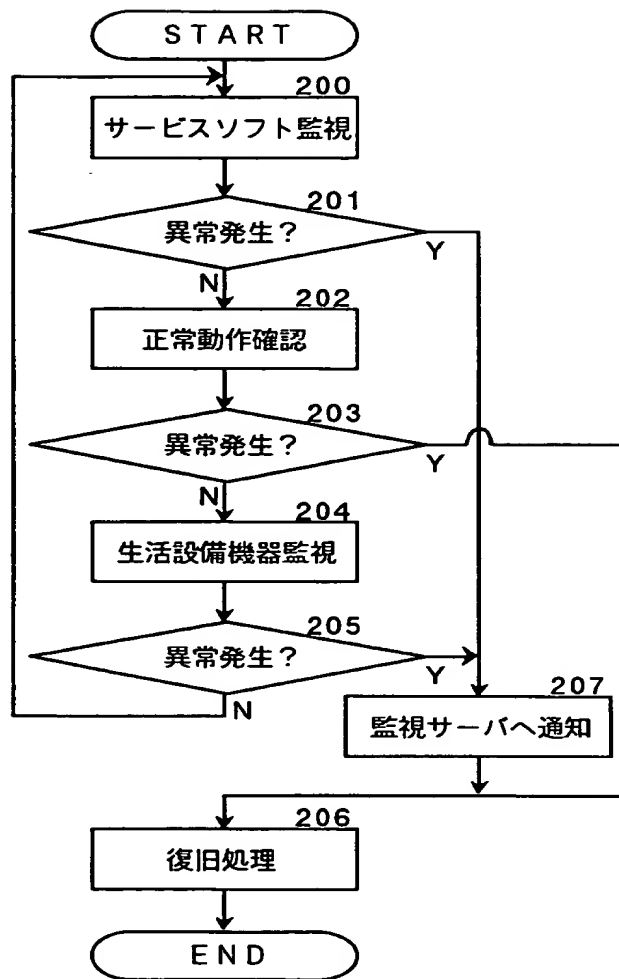 START
200
サービスソフト監視
201
異常発生?
Y
N
202
正常動作確認
203
異常発生?
Y
N
204
生活設備機器監視
205
異常発生?
Y
N
207
監視サーバへ通知
206
復旧処理
END